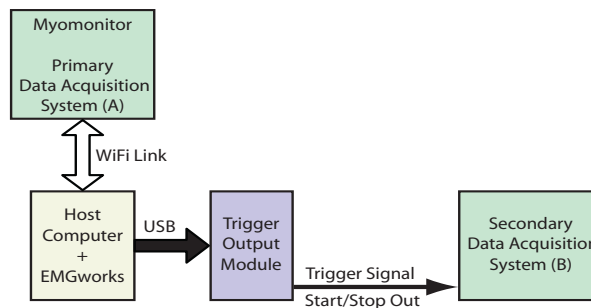 Myomonitor
Primary
Data Acquisition
System (A)
WiFi Link
Host
Computer
+
EMGworks
USB
Trigger
Output
Module
Trigger Signal
Start/Stop Out
Secondary
Data Acquisition
System (B)